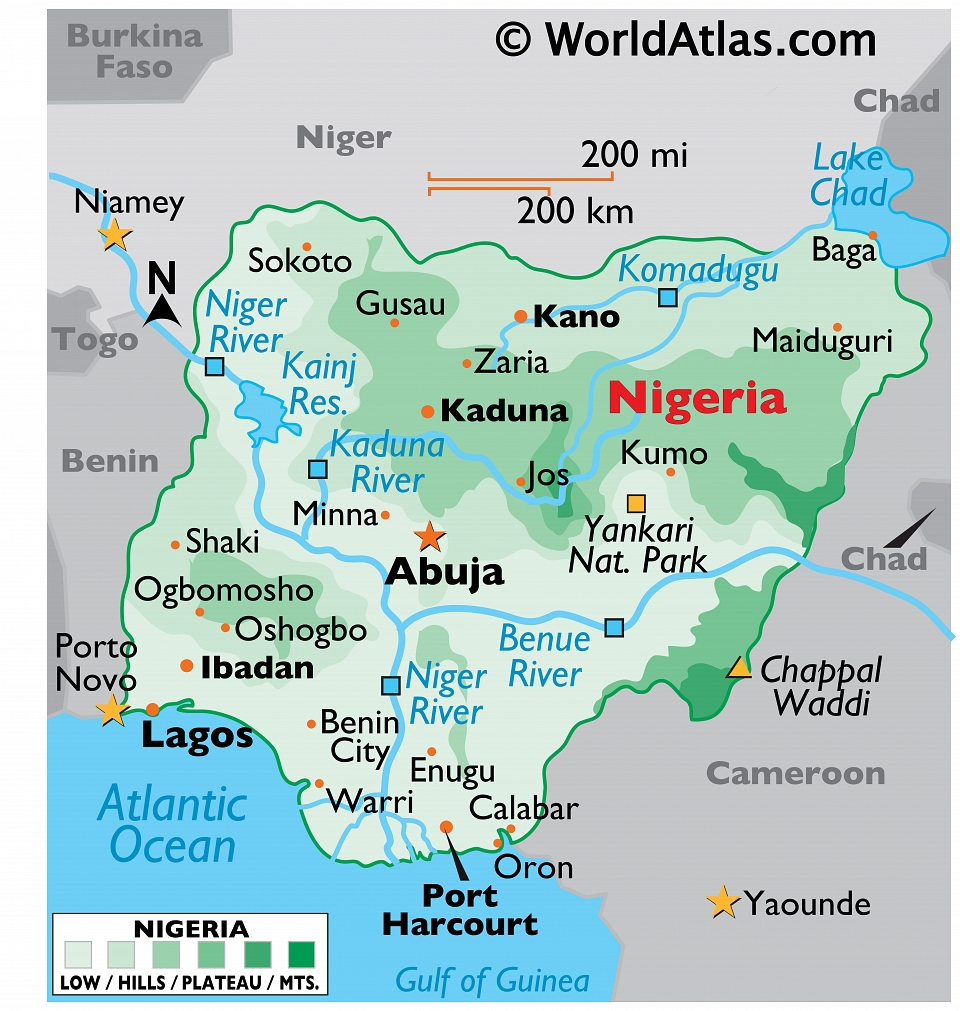 Burkina
Faso
© WorldAtlas.com
Chad
Niger
200 mi
200 km
Lake
Chad
Niamey
N
Baga
Sokoto
Komadugu
Niger
River
Gusau
Kano
Togo
Maiduguri
Kainj
Res.
Zaria
Nigeria
Kaduna
Kaduna
River
Kumo
Benin
Jos
Minna
Yankari
Nat. Park
Shaki
Abuja
Chad
Ogbomosho
Oshogbo
Porto
Novo
Benue
River
Ibadan
Niger
River
Chappal
Waddi
Lagos
Benin
City
Enugu
Cameroon
Atlantic
Ocean
Warri
Calabar
Oron
Port
Harcourt
Yaounde
NIGERIA
LOW / HILLS / PLATEAU / MTS.
Gulf of Guinea